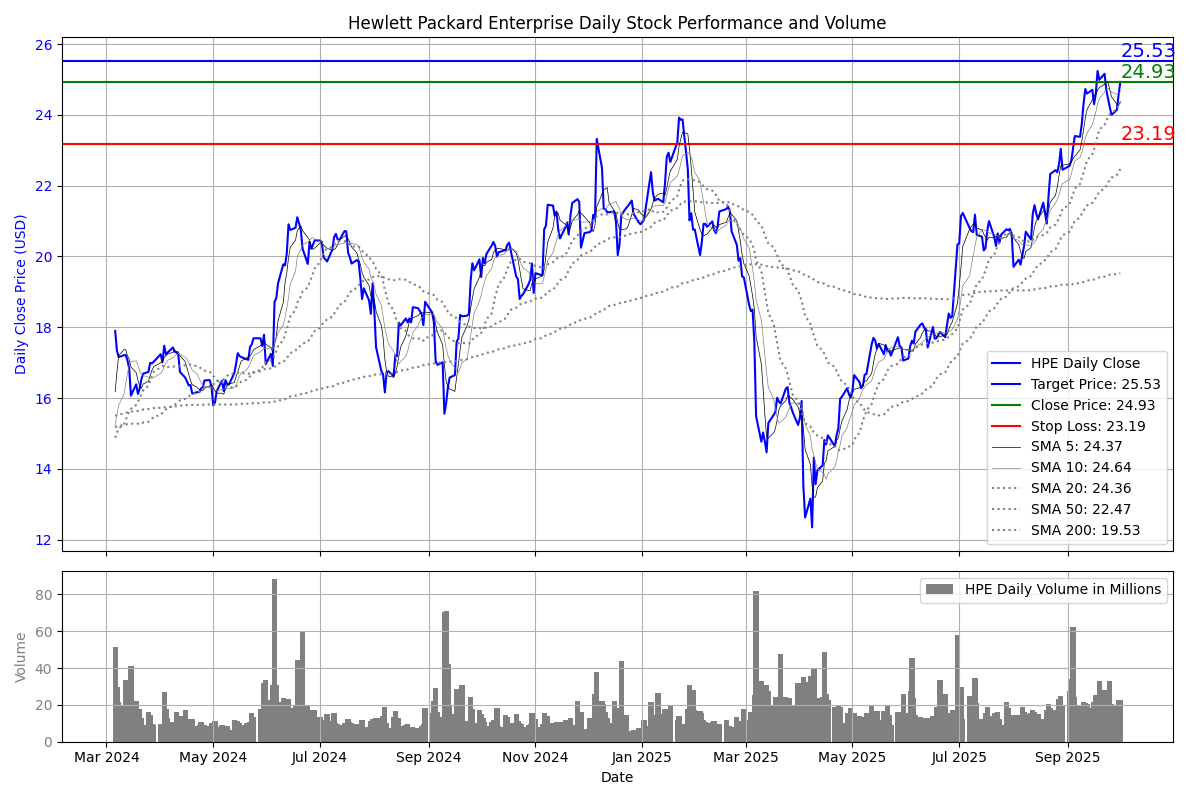 Hewlett Packard Enterprise Daily Stock Performance and Volume
Daily Close Price (USD)
26
24
22
20
18
16
14
12
25.53
24.93
23.19
HPE Daily Close
Target Price: 25.53
Close Price: 24.93
Stop Loss: 23.19
SMA 5: 24.37
SMA 10: 24.64
SMA 20: 24.36
SMA 50: 22.47
SMA 200: 19.53
Volume
80
60
40
20
0
HPE Daily Volume in Millions
Mar 2024 May 2024 Jul 2024 Sep 2024 Nov 2024 Jan 2025 Mar 2025 May 2025 Jul 2025 Sep 2025
Date